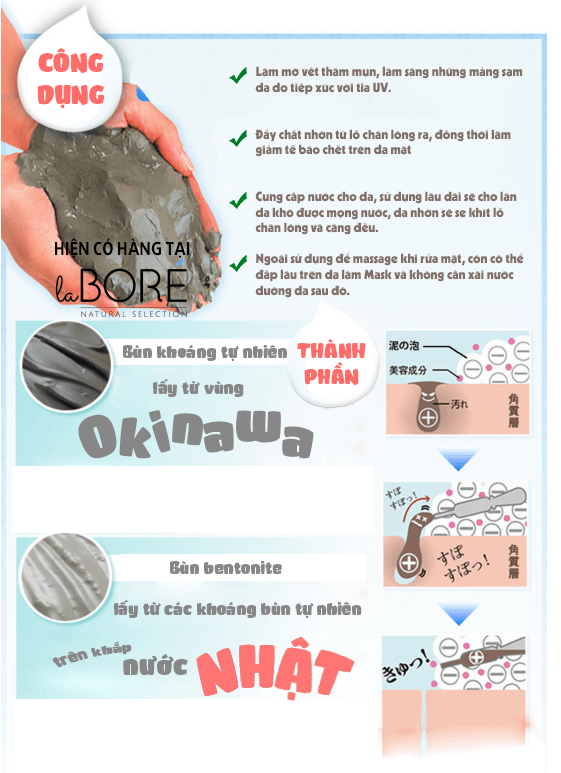 CÔNG
DỤNG
Làm mờ vết thâm mụn, làm sáng những mảng sạm
da do tiếp xúc với tia UV.
Đẩy chất nhờn từ lỗ chân lông ra, đồng thời làm
giảm tế bào chết trên da mặt
Cung cấp nước cho da, sử dụng lâu dài sẽ cho làn
da khô được mọng nước, da nhờn sẽ se khít lỗ
chân lông và căng đều.
Ngoài sử dụng để massage khi rửa mặt, còn có thể
đắp lâu trên da làm Mask và không cần xài nước
dưỡng da sau đó.
HIỆN CÓ HÀNG TẠI
la BORE
NATURAL SELECTION
Bùn khoáng tự nhiên
THÀNH
PHẦN
lấy từ vùng
Okinawa
泥の泡
美容成分
汚れ
角質層
すぽ
すぽっ!
すぽ
すぽっ!
角質層
Bùn bentonite
lấy từ các khoáng bùn tự nhiên
trên khắp
nước
NHẬT
きゅっ!